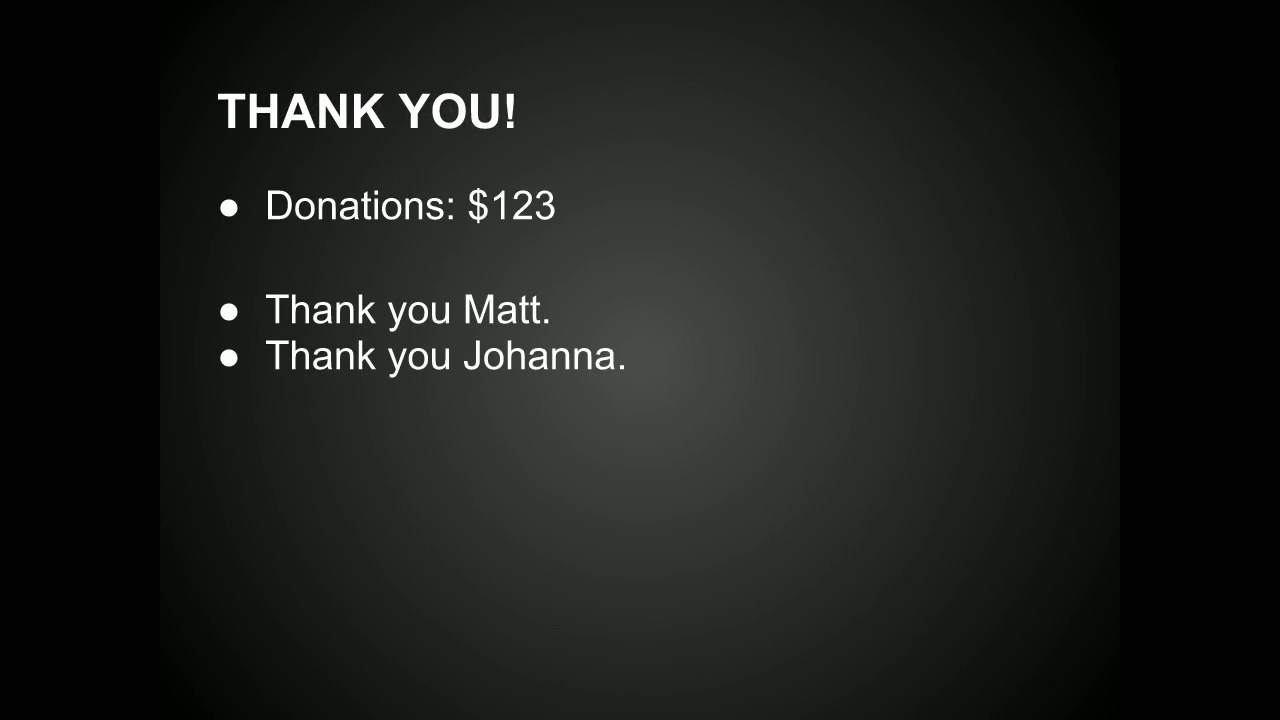 THANK YOU!
● Donations: $123
● Thank you Matt.
● Thank you Johanna.